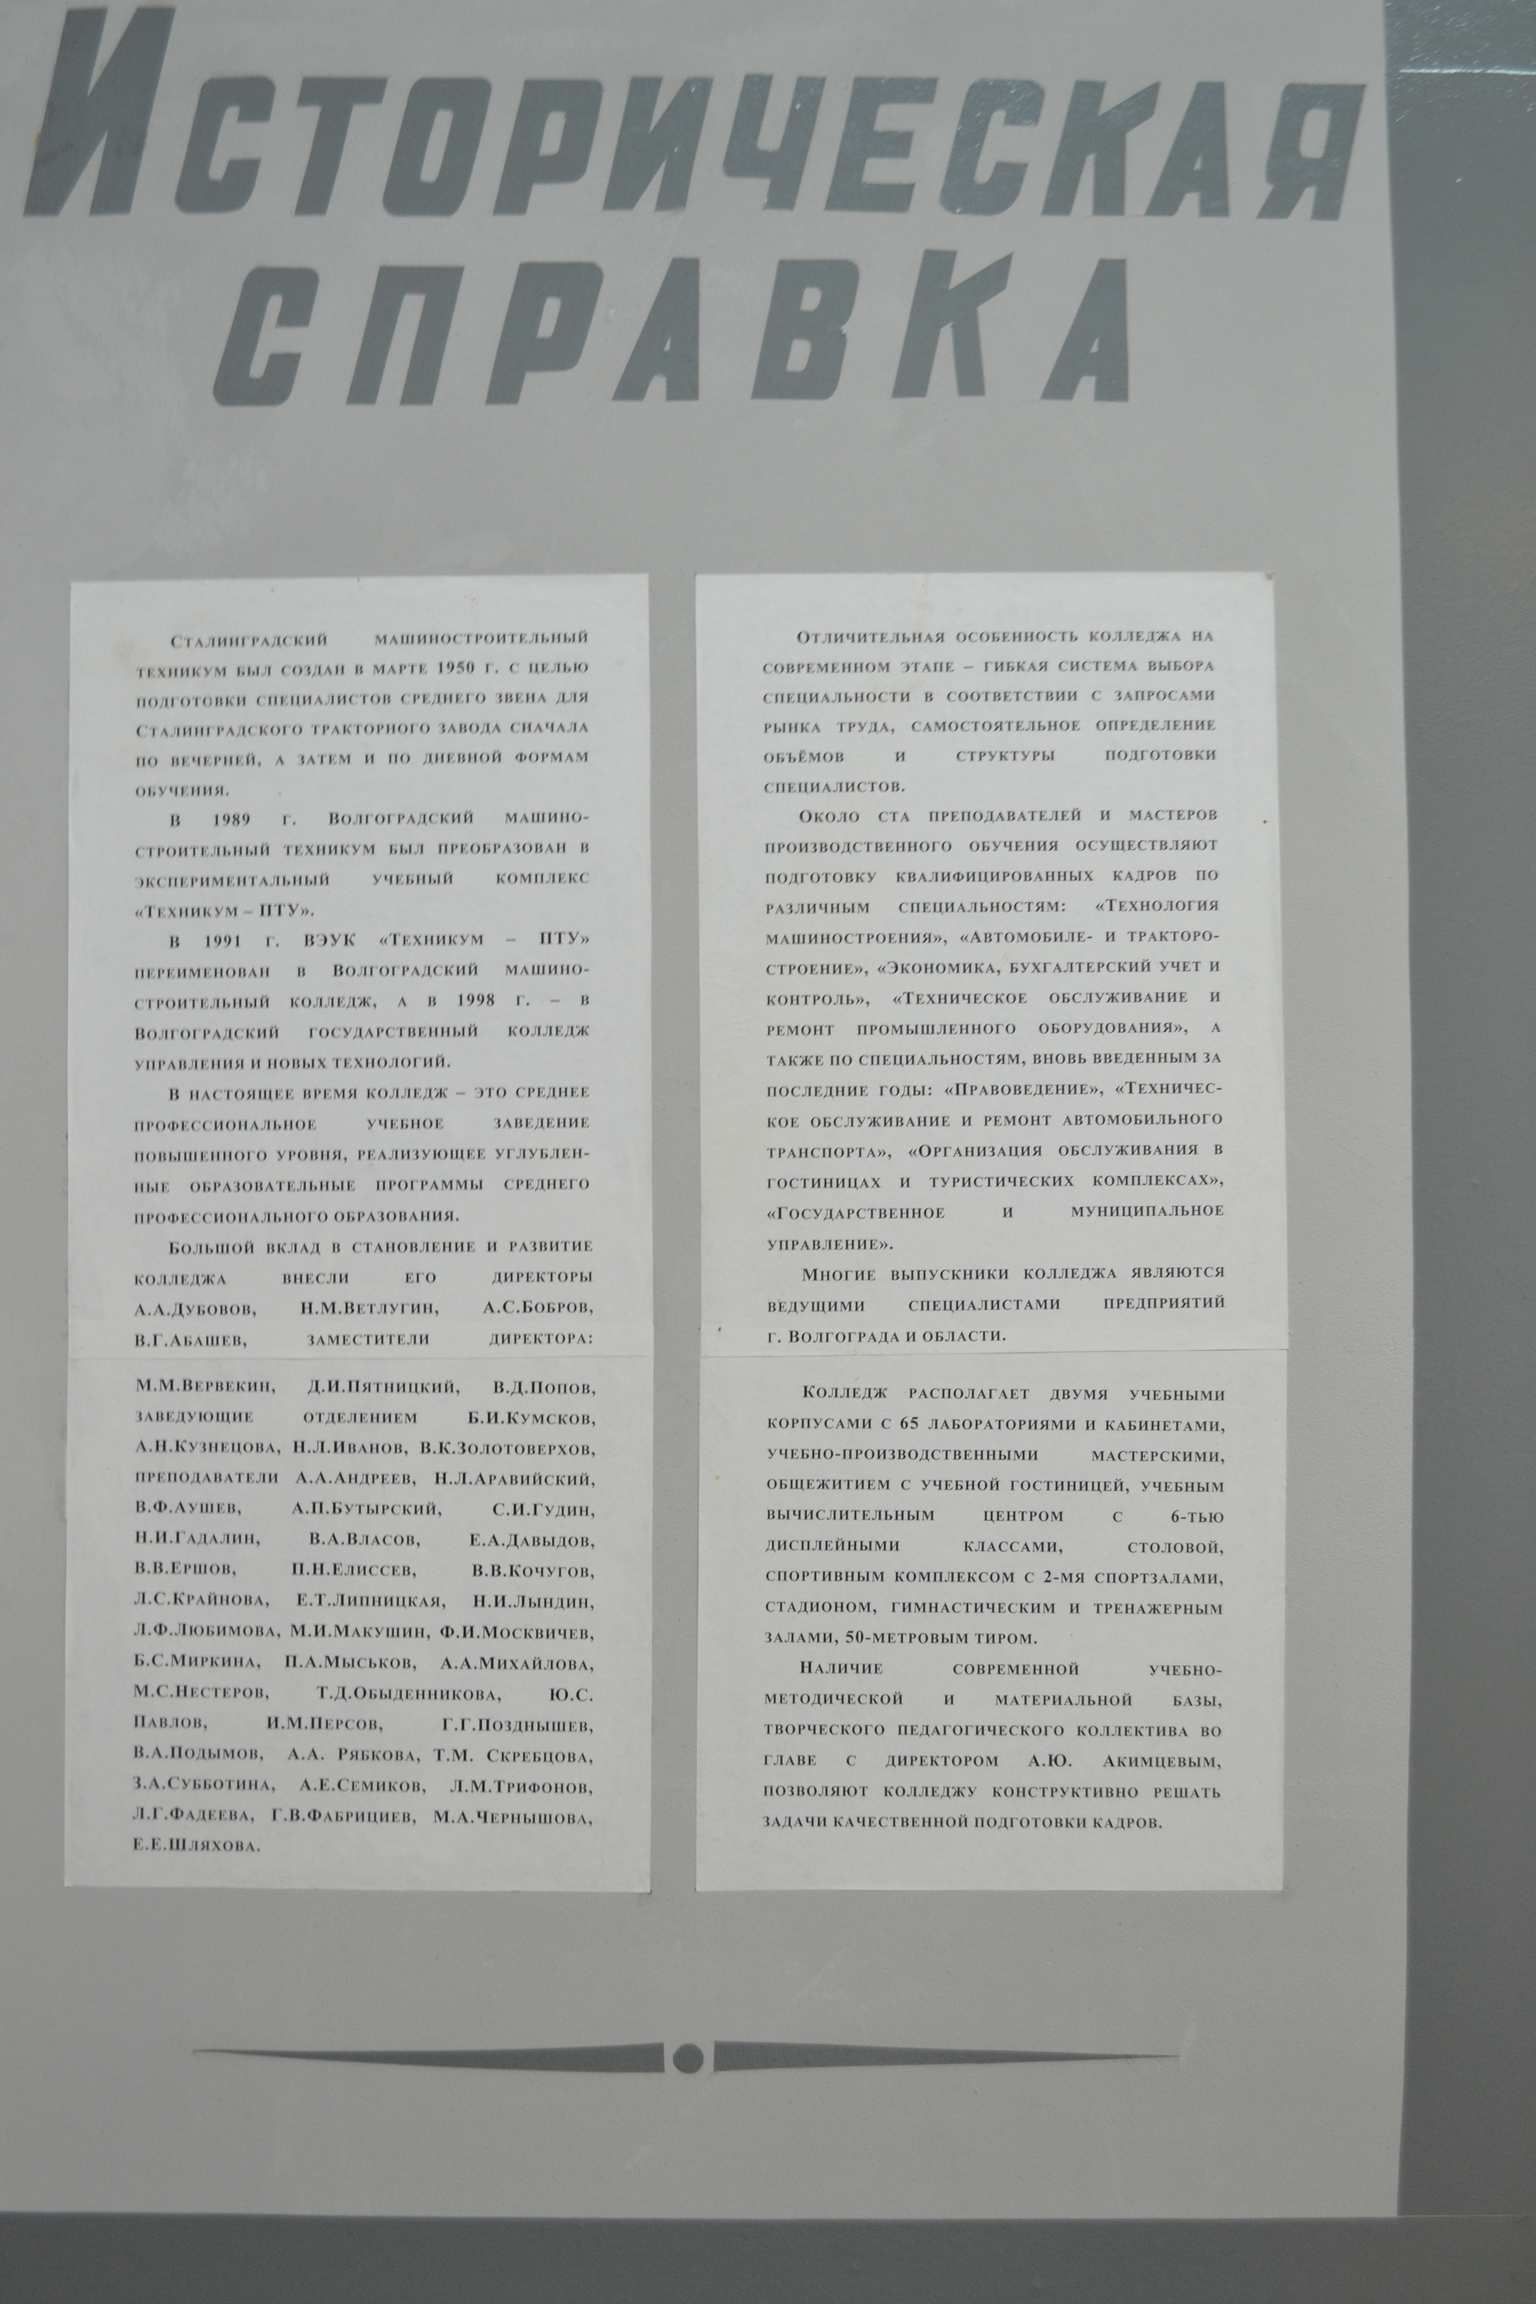 Историческая
справка
Сталинградский машиностроительный
техникум был создан в марте 1950 г. с целью
подготовки специалистов среднего звена для
Сталинградского тракторного завода сначала
по вечерней, а затем и по дневной формам
обучения.
В 1989 г. Волгоградский машино-
строительный техникум был преобразован в
экспериментальный учебный комплекс
«Техникум – ПТУ».
В 1991 г. ВЭУК «Техникум – ПТУ»
переименован в Волгоградский машино-
строительный колледж, а в 1998 г. – в
Волгоградский государственный колледж
управления и новых технологий.
В настоящее время колледж – это среднее
профессиональное учебное заведение
повышенного уровня, реализующее углублен-
ные образовательные программы среднего
профессионального образования.
Большой вклад в становление и развитие
колледжа внесли его директоры
А.А.Дубовов, Н.М.Ветлугин, А.С.Бобров,
В.Г.Абашев, заместители директора:
М.М.Вервекин, Д.И.Пятницкий, В.Д.Попов,
заведующие отделением Б.И.Кумсков,
А.Н.Кузнецова, Н.Л.Иванов, В.К.Золотоверхов,
преподаватели А.А.Андреев, Н.Л.Аравийский,
В.Ф.Аушев, А.П.Бутырский, С.И.Гудин,
Н.И.Гадалин, В.А.Власов, Е.А.Давыдов,
В.В.Ершов, П.Н.Елиссев, В.В.Кочугов,
Л.С.Крайнова, Е.Т.Липницкая, Н.И.Лындин,
Л.Ф.Любимова, М.И.Макушин, Ф.И.Москвичев,
Б.С.Миркина, П.А.Мыськов, А.А.Михайлова,
М.С.Нестеров, Т.Д.Обыденникова, Ю.С.
Павлов, И.М.Персов, Г.Г.Позднышев,
В.А.Подымов, А.А. Рябкова, Т.М. Скребцова,
З.А.Субботина, А.Е.Семиков, Л.М.Трифонов,
Л.Г.Фадеева, Г.В.Фабрициев, М.А.Чернышова,
Е.Е.Шляхова.
Отличительная особенность колледжа на
современном этапе – гибкая система выбора
специальности в соответствии с запросами
рынка труда, самостоятельное определение
объёмов и структуры подготовки
специалистов.
Около ста преподавателей и мастеров
производственного обучения осуществляют
подготовку квалифицированных кадров по
различным специальностям: «Технология
машиностроения», «Автомобиле- и тракторо-
строение», «Экономика, бухгалтерский учет и
контроль», «Техническое обслуживание и
ремонт промышленного оборудования», а
также по специальностям, вновь введенным за
последние годы: «Правоведение», «Техничес-
кое обслуживание и ремонт автомобильного
транспорта», «Организация обслуживания в
гостиницах и туристических комплексах»,
«Государственное и муниципальное
управление».
Многие выпускники колледжа являются
ведущими специалистами предприятий
г. Волгограда и области.
Колледж располагает двумя учебными
корпусами с 65 лабораториями и кабинетами,
учебно-производственными мастерскими,
общежитием с учебной гостиницей, учебным
вычислительным центром с 6-тью
дисплейными классами, столовой,
спортивным комплексом с 2-мя спортзалами,
стадионом, гимнастическим и тренажерным
залами, 50-метровым тиром.
Наличие современной учебно-
методической и материальной базы,
творческого педагогического коллектива во
главе с директором А.Ю. Акимцевым,
позволяют колледжу конструктивно решать
задачи качественной подготовки кадров.